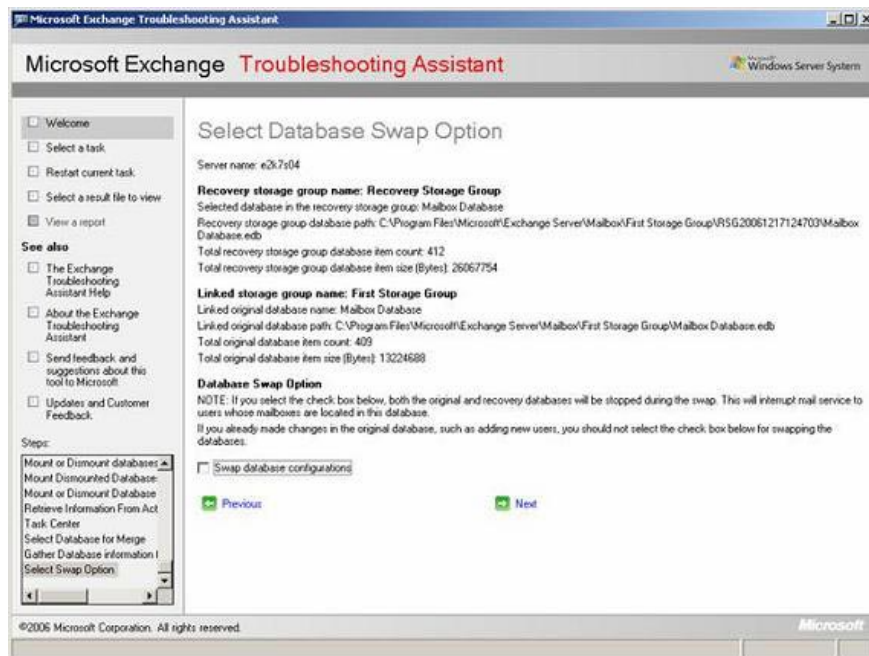 Microsoft Exchange Troubleshooting Assistant
Microsoft Exchange Troubleshooting Assistant
Microsoft
Windows Server System
Welcome
Select a task
Restart current task
Select a result file to view
View a report
See also
The Exchange
Troubleshooting
Assistant Help
About the Exchange
Troubleshooting
Assistant
Send feedback and
suggestions about this
tool to Microsoft
Updates and Customer
Feedback
Steps:
Mount or Dismount databases
Mount Dismounted Database
Mount or Dismount Database
Retrieve Information From Act
Task Center
Select Database for Merge
Gather Database information f
Select Swap Option
Select Database Swap Option
Server name: e2k7s04
Recovery storage group name: Recovery Storage Group
Selected database in the recovery storage group: Mailbox Database
Recovery storage group database path: C:\Program Files\Microsoft\Exchange Server\Mailbox\First Storage Group\RSG20061217124703\Mailbox
Database.edb
Total recovery storage group database item count: 412
Total recovery storage group database item size (Bytes): 26067754
Linked storage group name: First Storage Group
Linked original database name: Mailbox Database
Linked original database path: C:\Program Files\Microsoft\Exchange Server\Mailbox\First Storage Group\Mailbox Database.edb
Total original database item count: 409
Total original database item size (Bytes): 13224688
Database Swap Option
NOTE: If you select the check box below, both the original and recovery databases will be stopped during the swap. This will interrupt mail service to
users whose mailboxes are located in this database.
If you already made changes in the original database, such as adding new users, you should not select the check box below for swapping the
databases.
Swap database configurations
Previous
Next
©2006 Microsoft Corporation. All rights reserved.
Microsoft